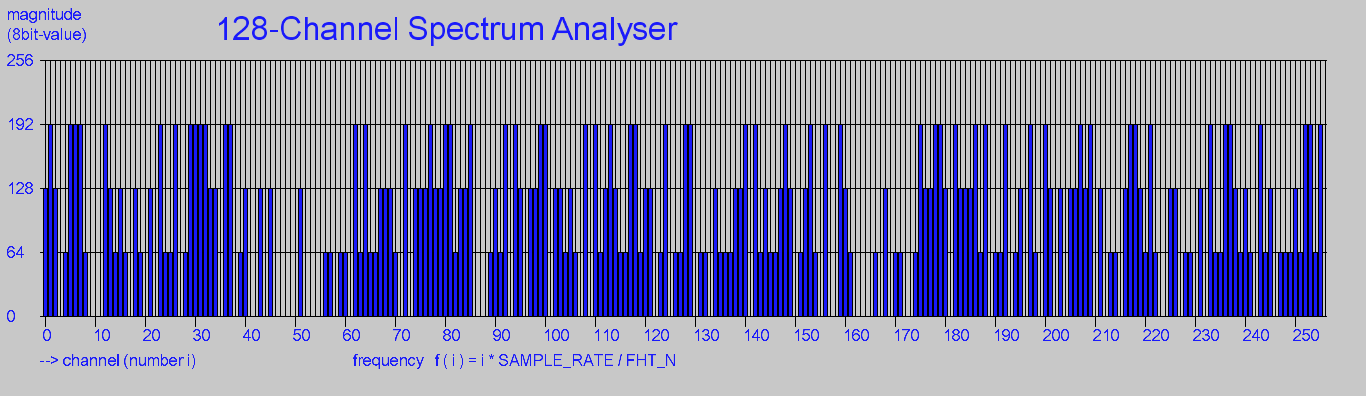 magnitude
(8bit-value)
128-Channel Spectrum Analyser
256
192
128
64
0
0 10 20 30 40 50 60 70 80 90 100 110 120 130 140 150 160 170 180 190 200 210 220 230 240 250
--> channel (number i)
frequency f ( i ) = i * SAMPLE_RATE / FHT_N